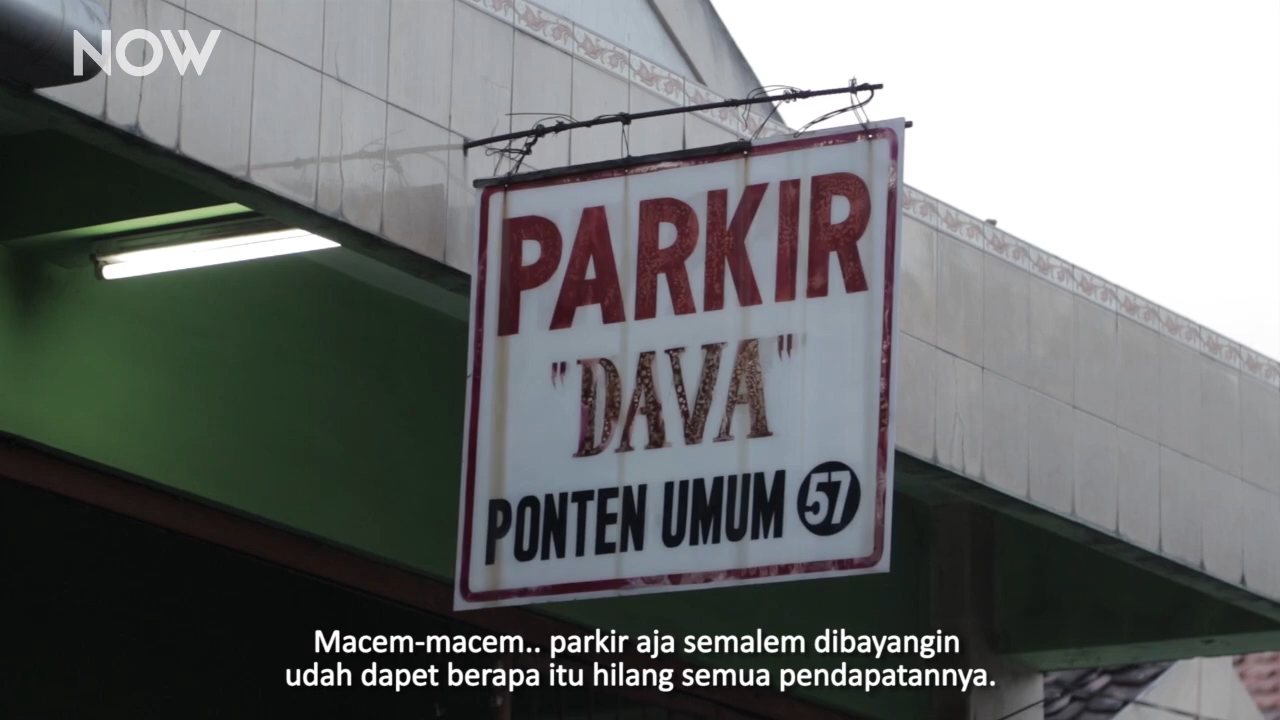 NOW
PARKIR
"DAVA"
PONTEN UMUM 57
Macem-macem.. parkir aja semalem dibayangin
udah dapet berapa itu hilang semua pendapatannya.